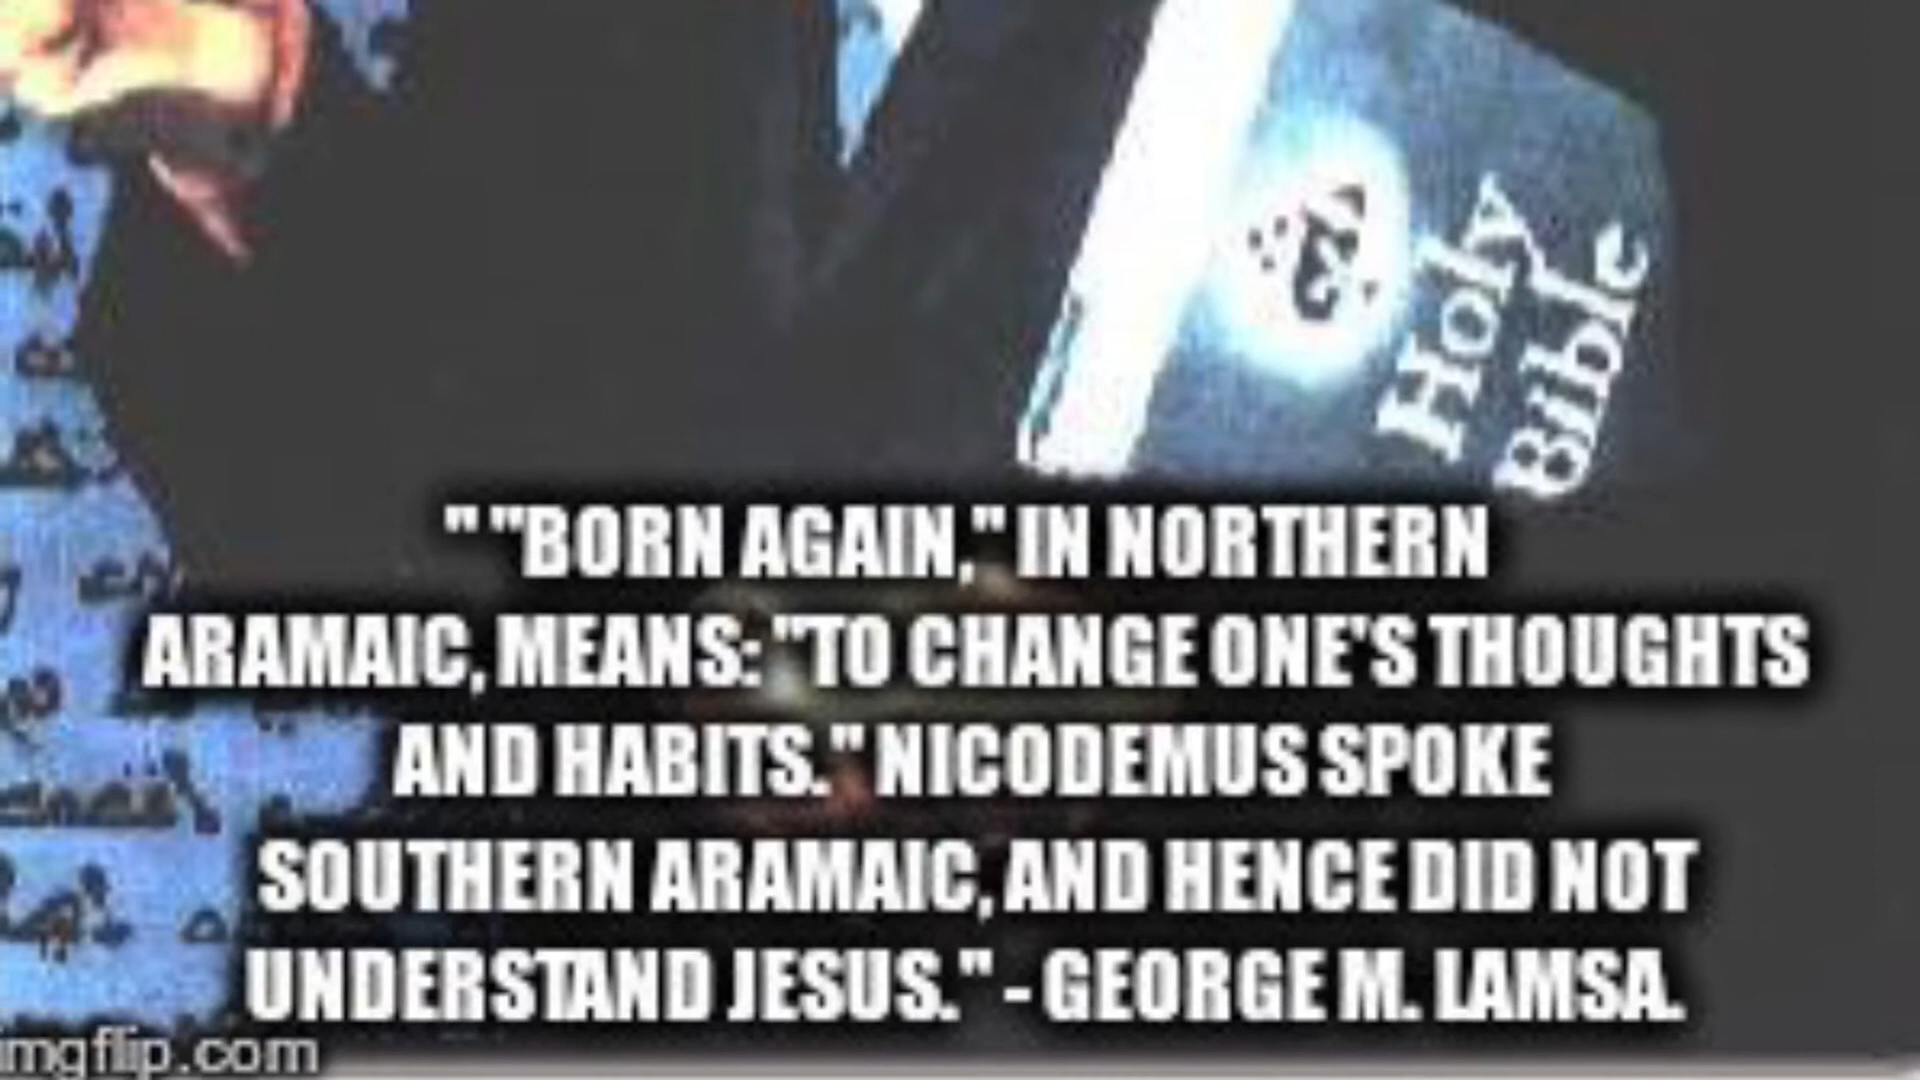 Holy
Bible
" "BORN AGAIN," IN NORTHERN
ARAMAIC, MEANS: "TO CHANGE ONE'S THOUGHTS
AND HABITS." NICODEMUS SPOKE
SOUTHERN ARAMAIC, AND HENCE DID NOT
UNDERSTAND JESUS." - GEORGE M. LAMSA.
imgflip.com